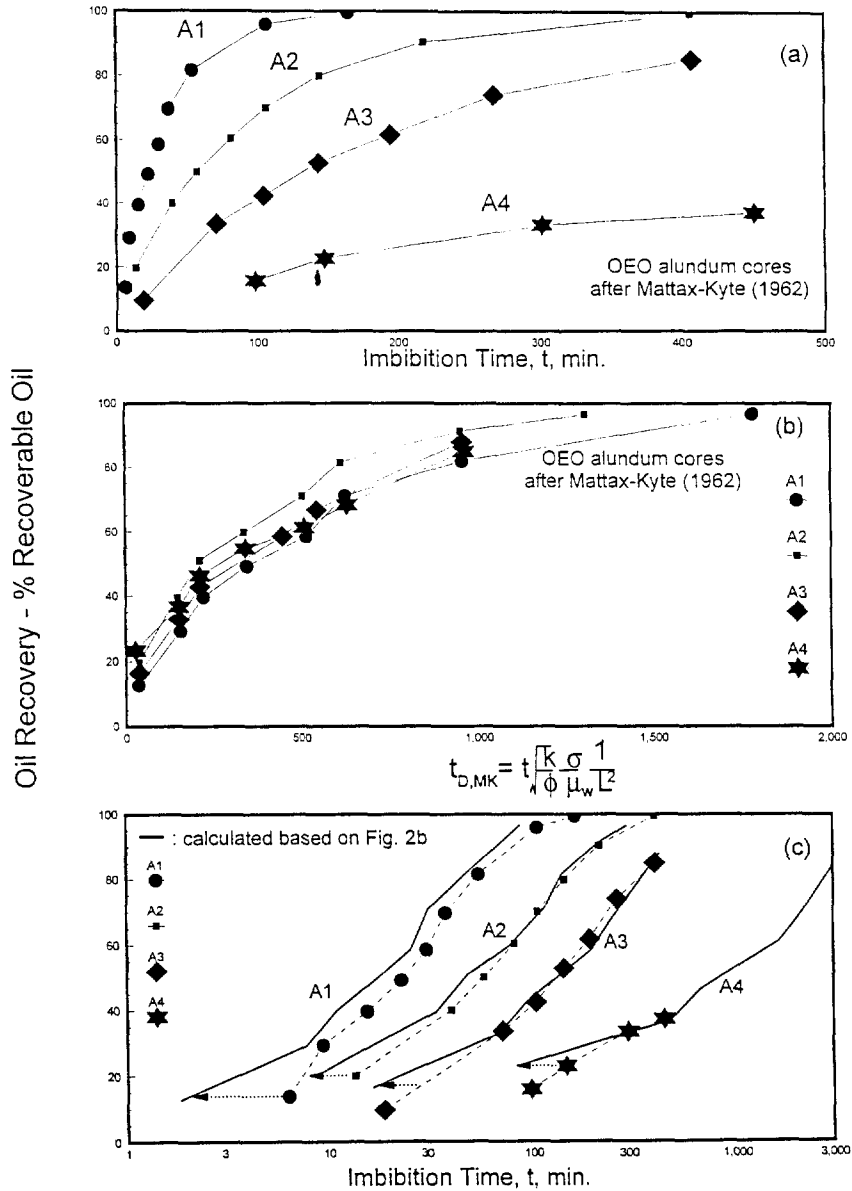 Oil Recovery - % Recoverable Oil
100
80
60
40
20
0
A1
A2
A3
A4
(a)
OEO alundum cores
after Mattax-Kyte (1962)
0
100
200
300
400
500
Imbibition Time, t, min.
100
80
60
40
20
0
(b)
OEO alundum cores
after Mattax-Kyte (1962)
A1
A2
A3
A4
0
500
1,000
1,500
2,000
t_D,MK = t√(k/ϕ) σ/μ_w 1/L²
100
80
60
40
20
0
— : calculated based on Fig. 2b
(c)
A1
A2
A3
A4
A1
A2
A3
A4
1
3
10
30
100
300
1,000
3,000
Imbibition Time, t, min.